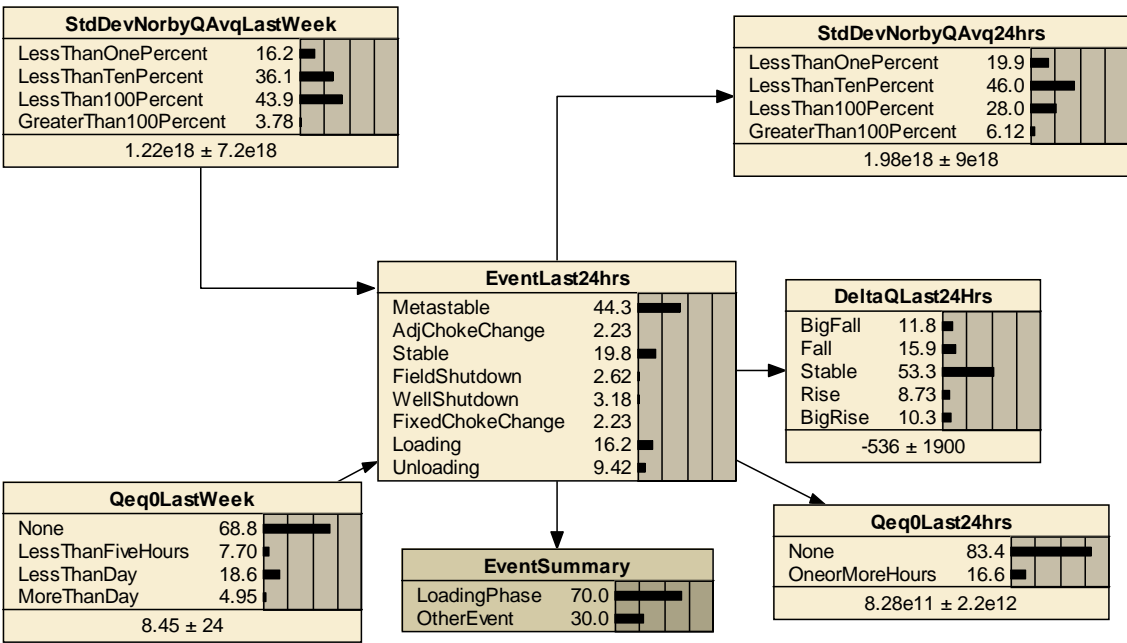 StdDevNorbyQAvqLastWeek
LessThanOnePercent 16.2
LessThanTenPercent 36.1
LessThan100Percent 43.9
GreaterThan100Percent 3.78
1.22e18 ± 7.2e18
StdDevNorbyQAvq24hrs
LessThanOnePercent 19.9
LessThanTenPercent 46.0
LessThan100Percent 28.0
GreaterThan100Percent 6.12
1.98e18 ± 9e18
EventLast24hrs
Metastable 44.3
AdjChokeChange 2.23
Stable 19.8
FieldShutdown 2.62
WellShutdown 3.18
FixedChokeChange 2.23
Loading 16.2
Unloading 9.42
DeltaQLast24Hrs
BigFall 11.8
Fall 15.9
Stable 53.3
Rise 8.73
BigRise 10.3
-536 ± 1900
Qeq0LastWeek
None 68.8
LessThanFiveHours 7.70
LessThanDay 18.6
MoreThanDay 4.95
8.45 ± 24
EventSummary
LoadingPhase 70.0
OtherEvent 30.0
Qeq0Last24hrs
None 83.4
OneorMoreHours 16.6
8.28e11 ± 2.2e12